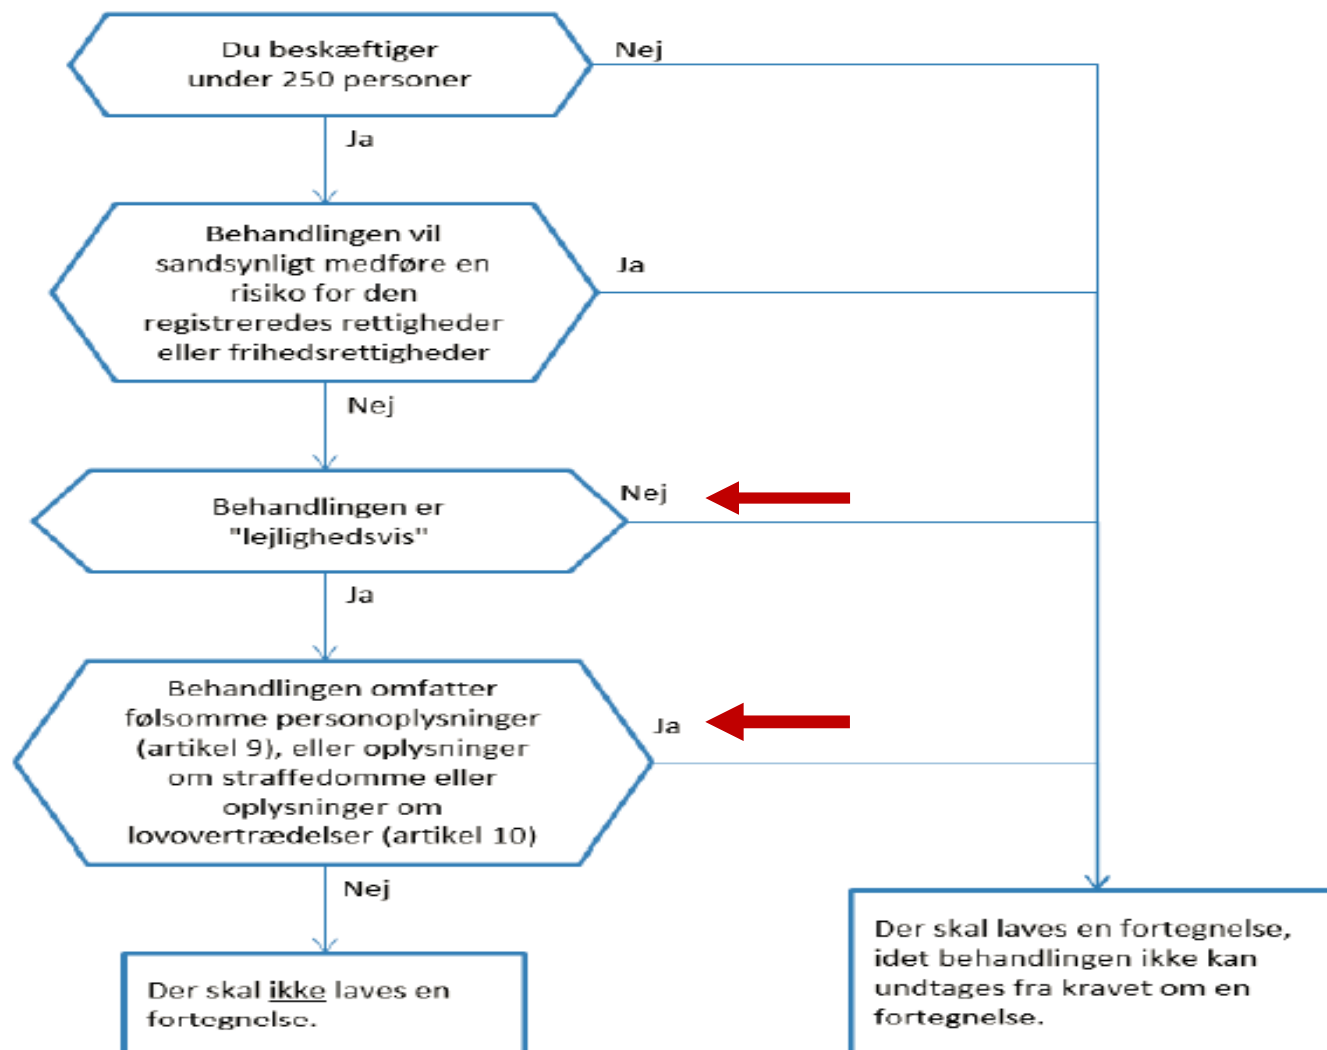 Du beskæftiger
under 250 personer
Nej
Ja
Behandlingen vil
sandsynligt medføre en
risiko for den
registreredes rettigheder
eller frihedsrettigheder
Ja
Nej
Behandlingen er
"lejlighedsvis"
Nej
Ja
Behandlingen omfatter
følsomme personoplysninger
(artikel 9), eller oplysninger
om straffedomme eller
oplysninger om
lovovertrædelser (artikel 10)
Ja
Nej
Der skal ikke laves en
fortegnelse.
Der skal laves en fortegnelse,
idet behandlingen ikke kan
undtages fra kravet om en
fortegnelse.